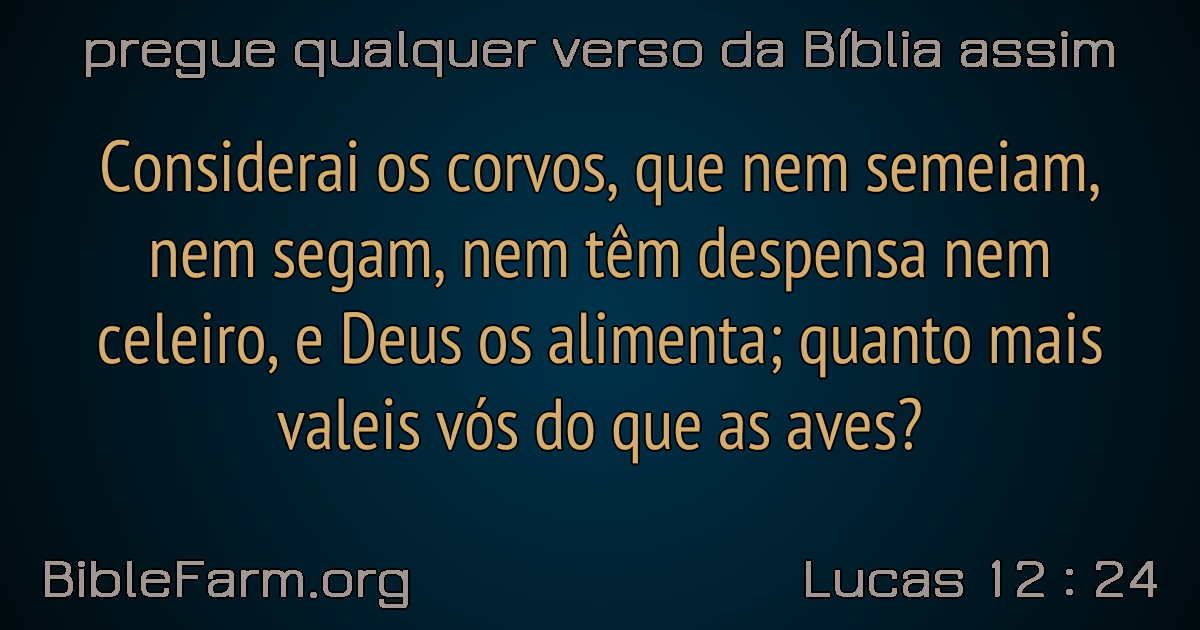 pregue qualquer verso da Bíblia assim
Considerai os corvos, que nem semeiam,
nem segam, nem têm despensa nem
celeiro, e Deus os alimenta; quanto mais
valeis vós do que as aves?
BibleFarm.org
Lucas 12 : 24